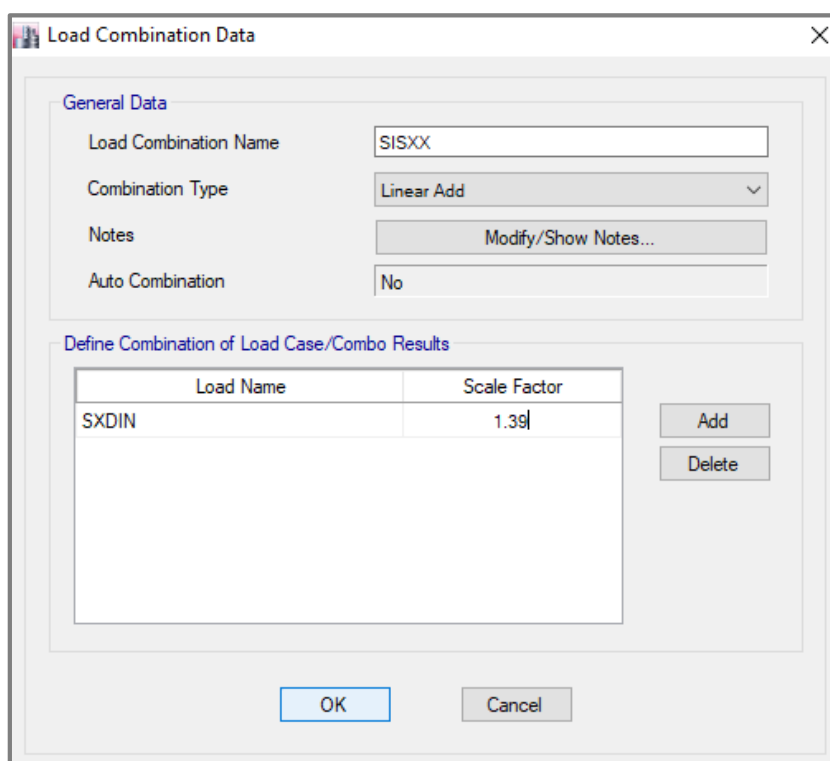 Load Combination Data
General Data
Load Combination Name SISXX
Combination Type Linear Add
Notes Modify/Show Notes...
Auto Combination No
Define Combination of Load Case/Combo Results
Load Name Scale Factor
SXDIN 1.39 Add
Delete
OK Cancel